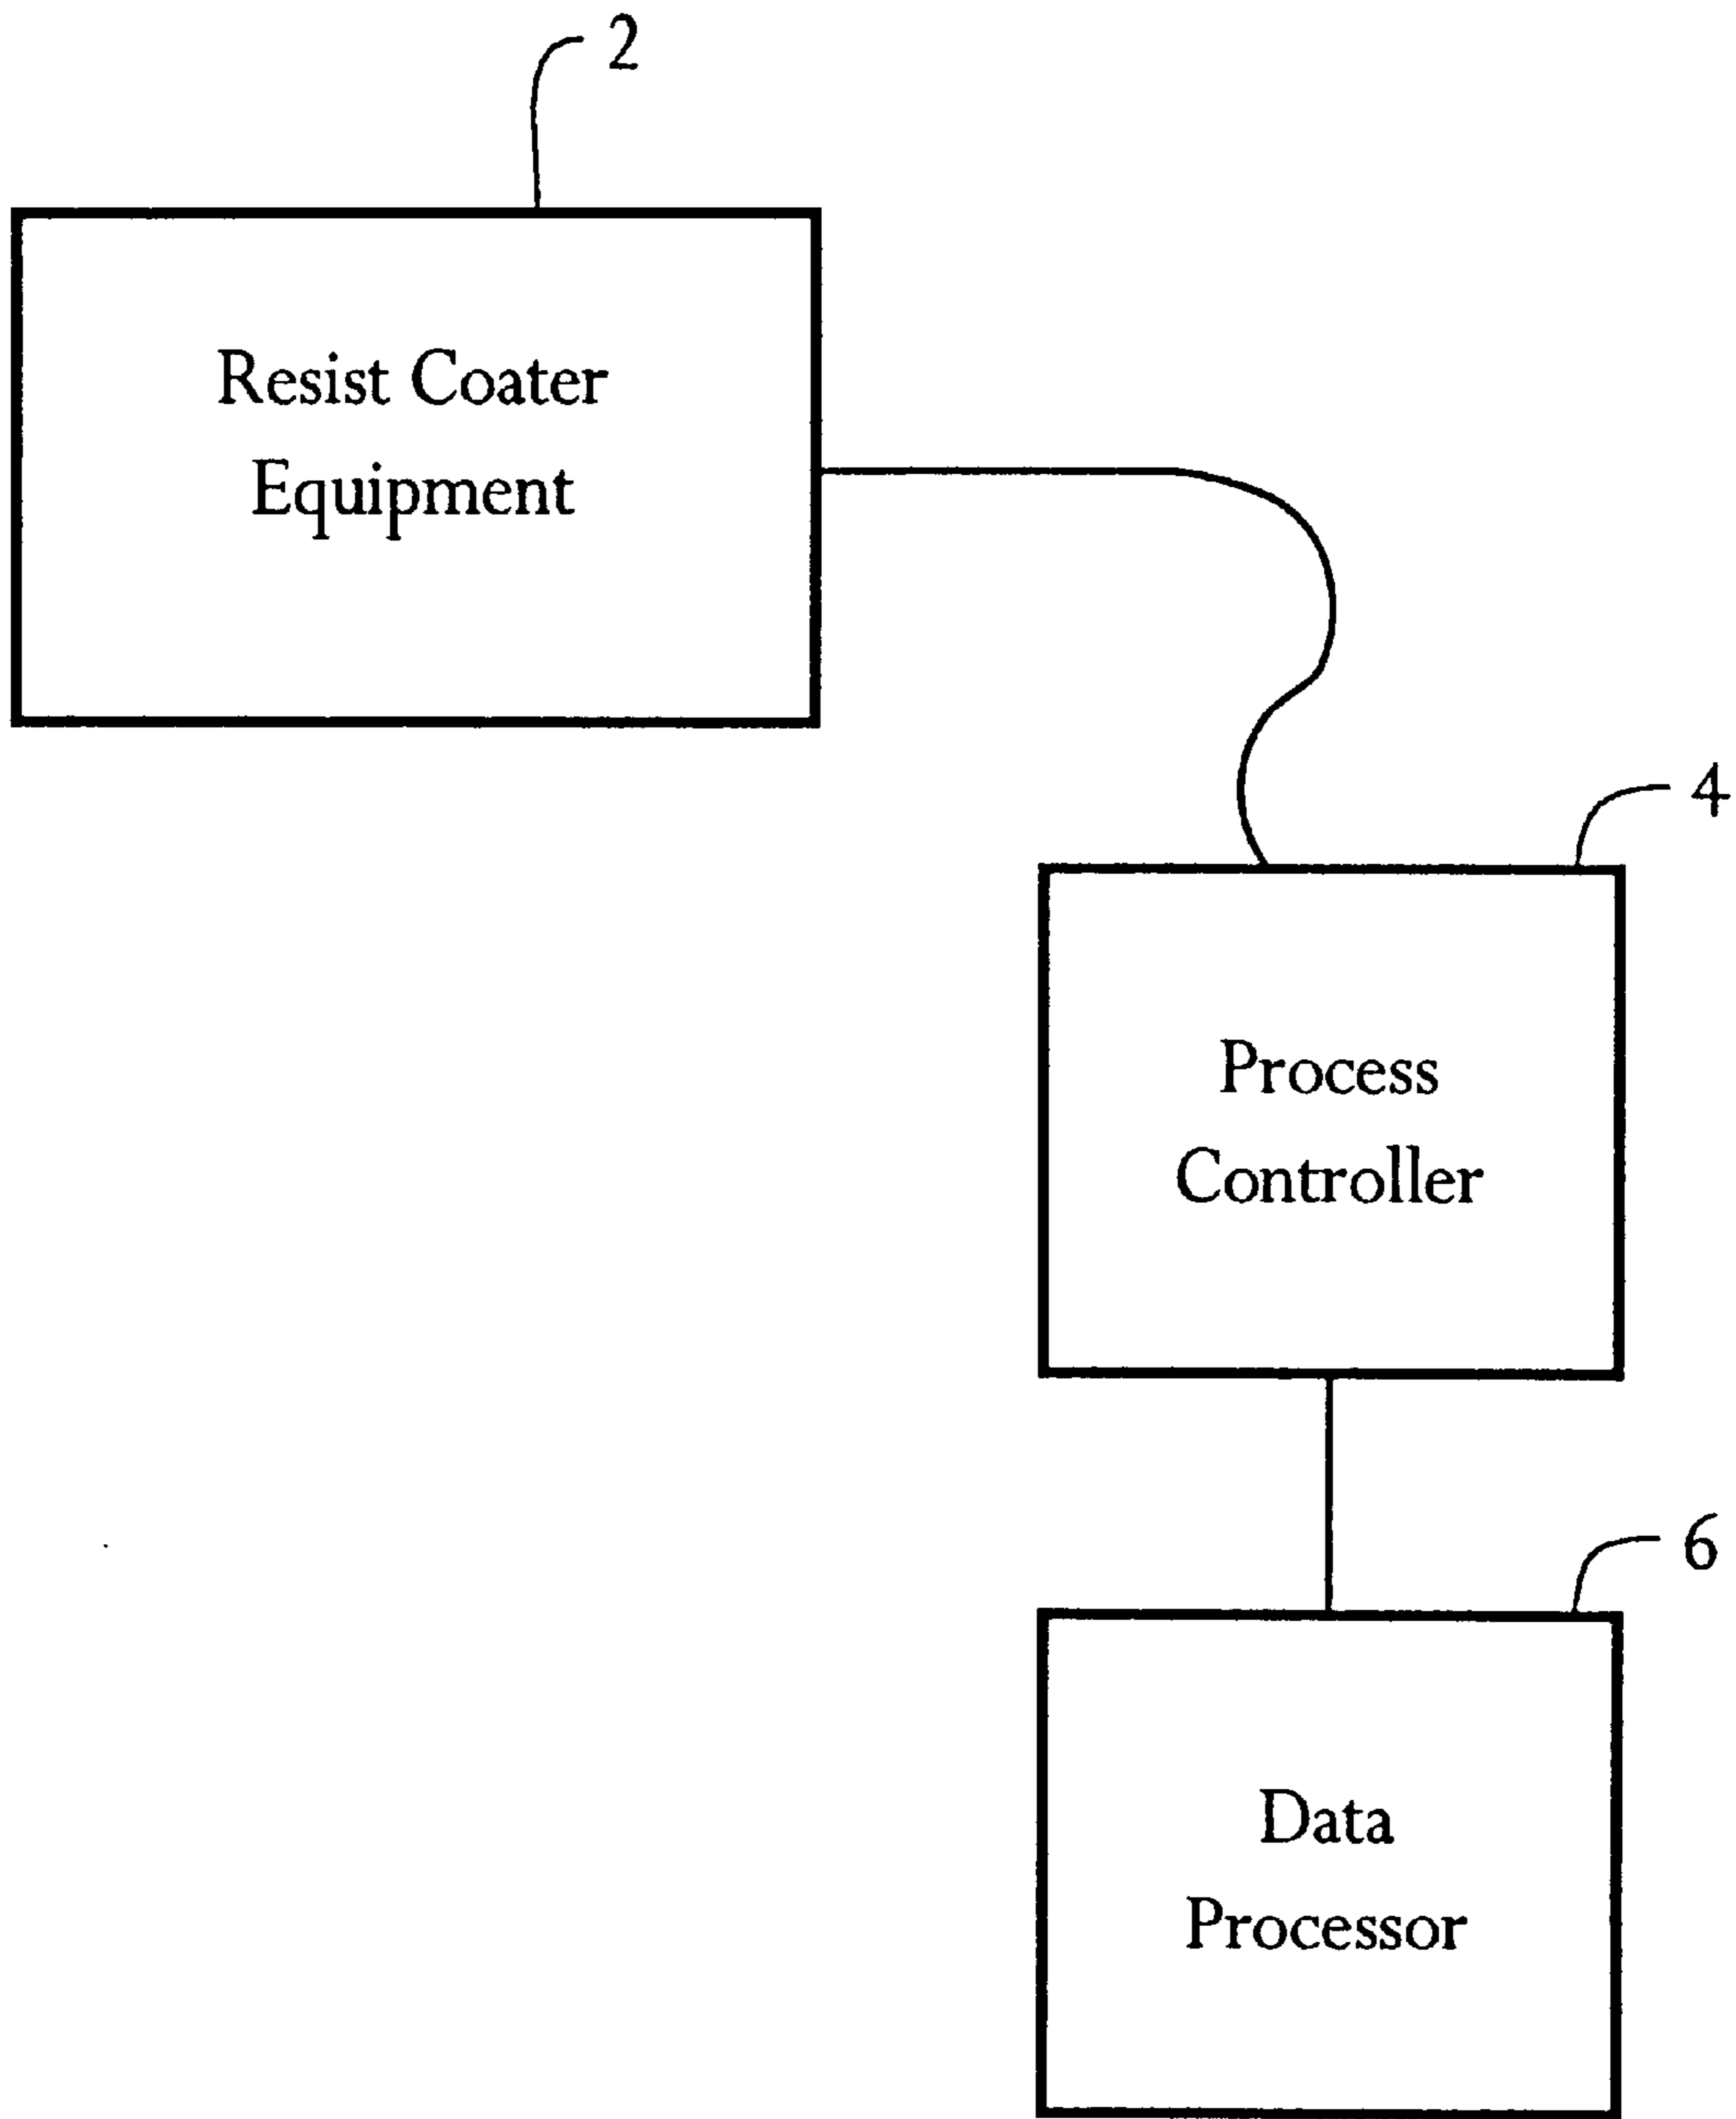 2
Resist Coater
Equipment
4
Process
Controller
6
Data
Processor